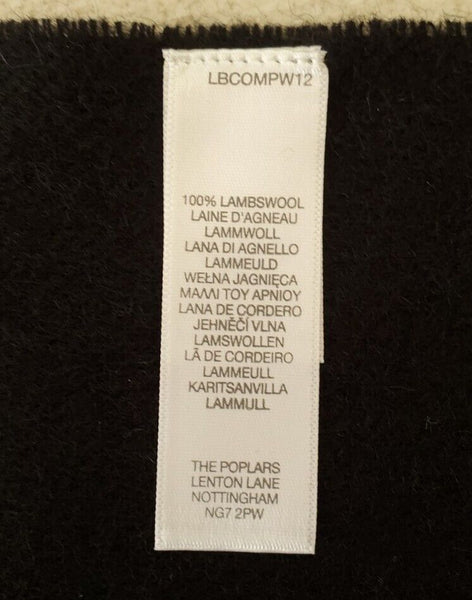 LBCOMPW12
100% LAMBSWOOL
LAINE D'AGNEAU
LAMMWOLL
LANA DI AGNELLO
LAMMEULD
WEŁNA JAGNIĘCA
ΜΑΛΛΙ ΤΟΥ ΑΡΝΙΟΥ
LANA DE CORDERO
JEHNĚČÍ VLNA
LAMSWOLLEN
LÃ DE CORDEIRO
LAMMEULL
KARITSANVILLA
LAMMULL
THE POPLARS
LENTON LANE
NOTTINGHAM
NG7 2PW